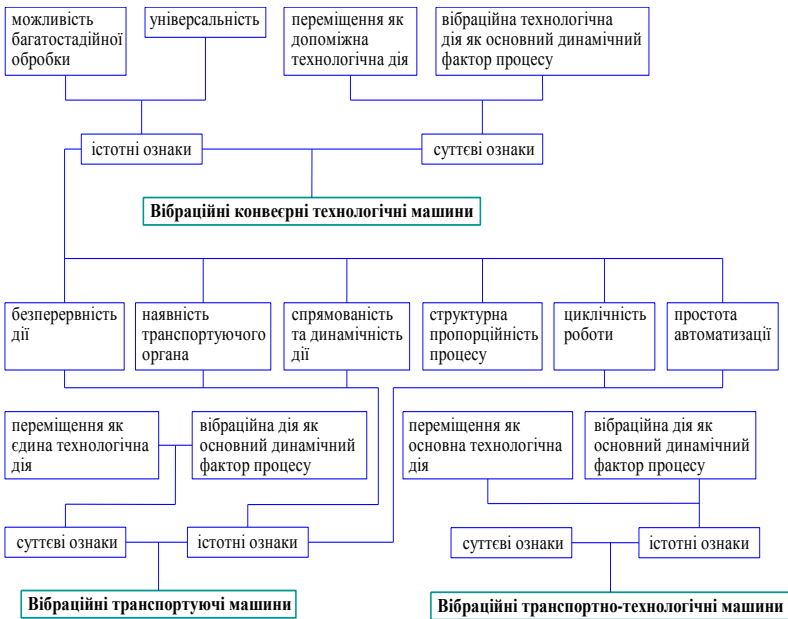 можливість
багатостадійної
обробки
універсальність
переміщення як
допоміжна
технологічна дія
вібраційна технологічна
дія як основний динамічний
фактор процесу
істотні ознаки
суттєві ознаки
Вібраційні конвеєрні технологічні машини
безперервність
дії
наявність
транспортуючого
органа
спрямованість
та динамічність
дії
структурна
пропорційність
процесу
циклічність
роботи
простота
автоматизації
переміщення як
єдина технологічна
дія
вібраційна дія як
основний динамічний
фактор процесу
переміщення як
основна технологічна
дія
вібраційна дія як
основний динамічний
фактор процесу
суттєві ознаки
істотні ознаки
суттєві ознаки
істотні ознаки
Вібраційні транспортуючі машини
Вібраційні транспортно-технологічні машини